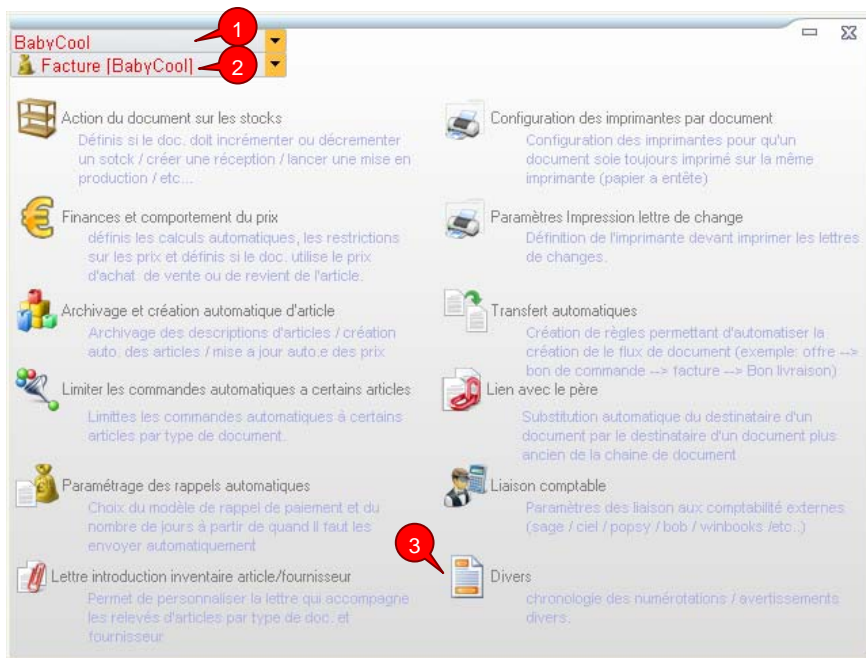 BabyCool
1
Facture [BabyCool]
2
Action du document sur les stocks
Définis si le doc. doit incrémenter ou décrementer
un sotck / créer une réception / lancer une mise en
production / etc...
Configuration des imprimantes par document
Configuration des imprimantes pour qu'un
document soie toujours imprimé sur la même
imprimante (papier a entête)
Finances et comportement du prix
définis les calculs automatiques, les restrictions
sur les prix et définis si le doc. utilise le prix
d'achat de vente ou de revient de l'article.
Paramètres Impression lettre de change
Définition de l'imprimante devant imprimer les lettres
de changes.
Archivage et création automatique d'article
Archivage des descriptions d'articles / création
auto. des articles / mise a jour auto.e des prix
Transfert automatiques
Création de règles permettant d'automatiser la
création de le flux de document (exemple: offre -->
bon de commande --> facture --> Bon livraison)
Limiter les commandes automatiques a certains articles
Limittes les commandes automatiques à certains
articles par type de document.
Lien avec le père
Substitution automatique du destinataire d'un
document par le destinataire d'un document plus
ancien de la chaine de document
Paramétrage des rappels automatiques
Choix du modèle de rappel de paiement et du
nombre de jours à partir de quand il faut les
envoyer automatiquement
Liaison comptable
Paramètres des liaison aux comptabilité externes
(sage / ciel / popsy / bob / winbooks /etc..)
3
Lettre introduction inventaire article/fournisseur
Permet de personnaliser la lettre qui accompagne
les relevés d'articles par type de doc. et
fournisseur
Divers
chronologie des numérotations / avertissements
divers.